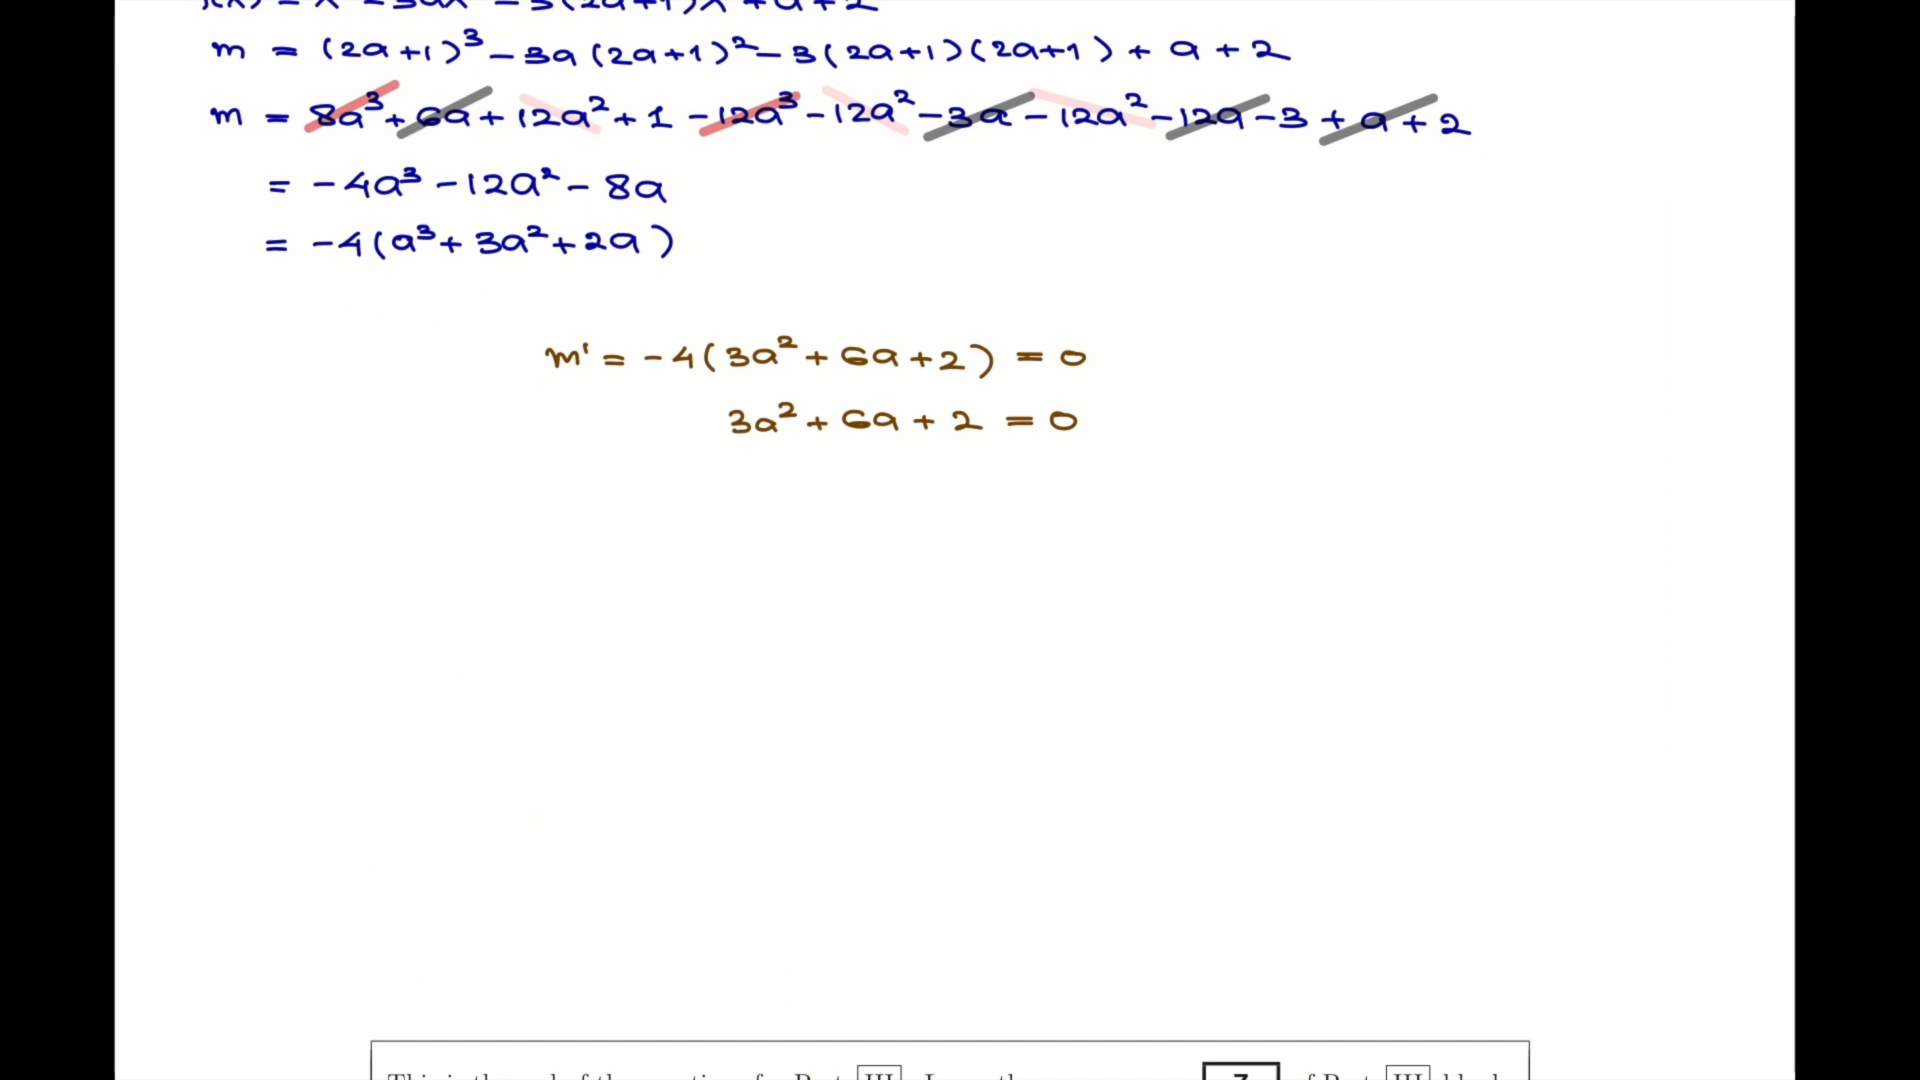 m = (2a+1)³ - 3a(2a+1)² - 3(2a+1)(2a+1) + a + 2
m = 8a³ + 6a + 12a² + 1 - 12a³ - 12a² - 3a - 12a² - 12a - 3 + a + 2
= -4a³ - 12a² - 8a
= -4(a³ + 3a² + 2a)
m' = -4(3a² + 6a + 2) = 0
3a² + 6a + 2 = 0